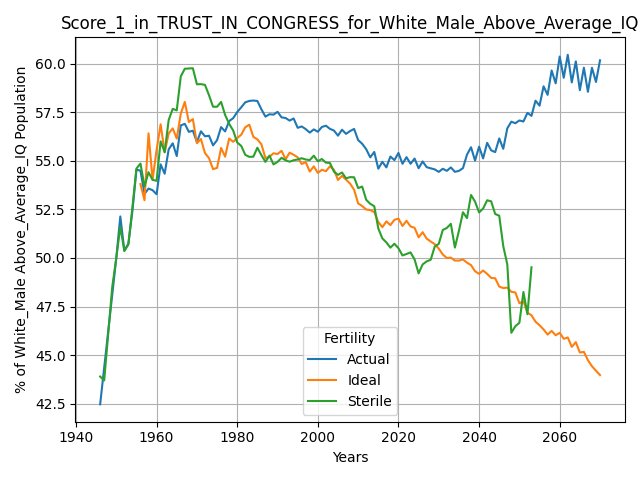 Score_1_in_TRUST_IN_CONGRESS_for_White_Male_Above_Average_IQ
% of White_Male Above_Average_IQ Population
60.0
57.5
55.0
52.5
50.0
47.5
45.0
42.5
Fertility
Actual
Ideal
Sterile
1940
1960
1980
2000
2020
2040
2060
Years